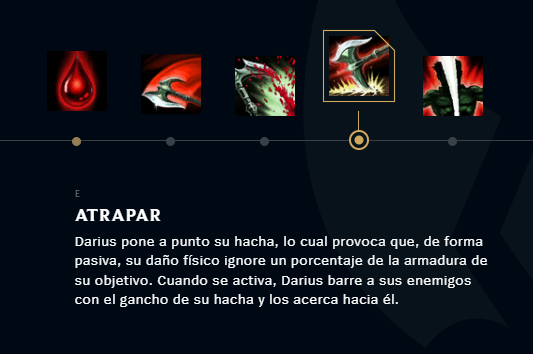 E
ATRAPAR
Darius pone a punto su hacha, lo cual provoca que, de forma
pasiva, su daño físico ignore un porcentaje de la armadura de
su objetivo. Cuando se activa, Darius barre a sus enemigos
con el gancho de su hacha y los acerca hacia él.